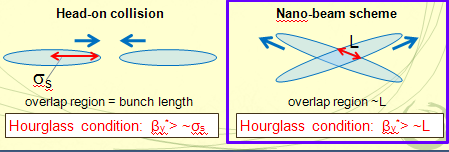 Head-on collision
σs
overlap region = bunch length
Hourglass condition: βy*> ~σs
Nano-beam scheme
L
overlap region ~L
Hourglass condition: βy*> ~L